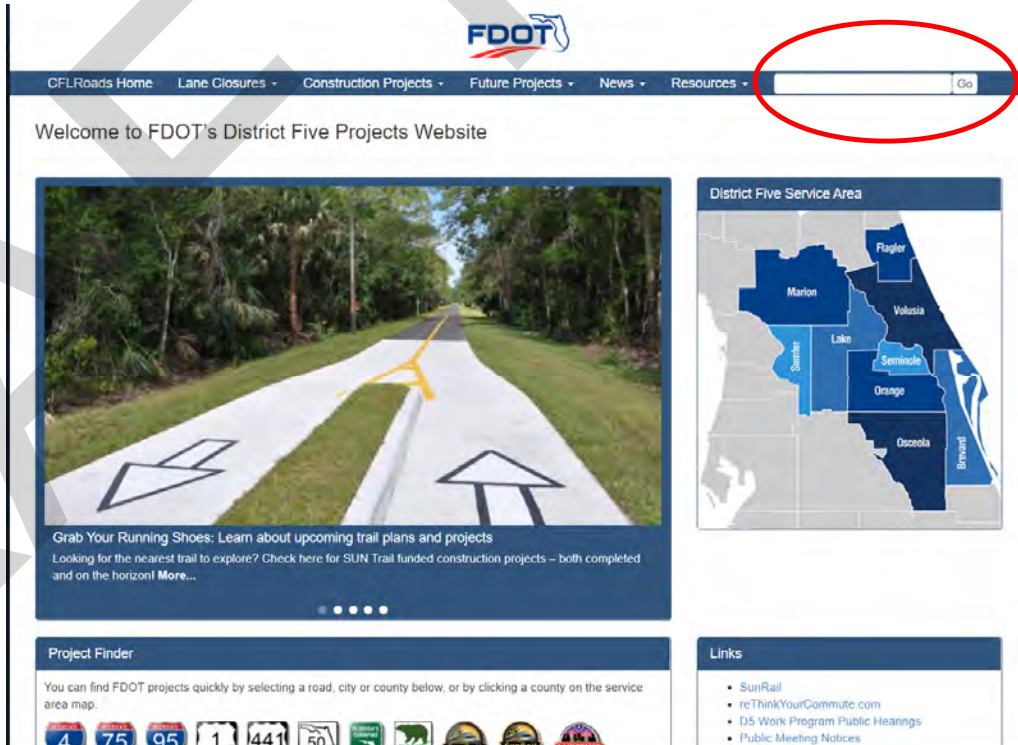 FDOT
CFLRoads Home Lane Closures Construction Projects Future Projects News Resources Go
Welcome to FDOT's District Five Projects Website
District Five Service Area
Flagler
Marion
Volusia
Lake
Sumter
Seminole
Orange
Osceola
Brevard
Grab Your Running Shoes: Learn about upcoming trail plans and projects
Looking for the nearest trail to explore? Check here for SUN Trail funded construction projects – both completed
and on the horizon! More...
Project Finder
You can find FDOT projects quickly by selecting a road, city or county below, or by clicking a county on the service
area map.
4 75 95 1 441 50
Links
SunRail
reThinkYourCommute.com
D5 Work Program Public Hearings
Public Meeting Notices